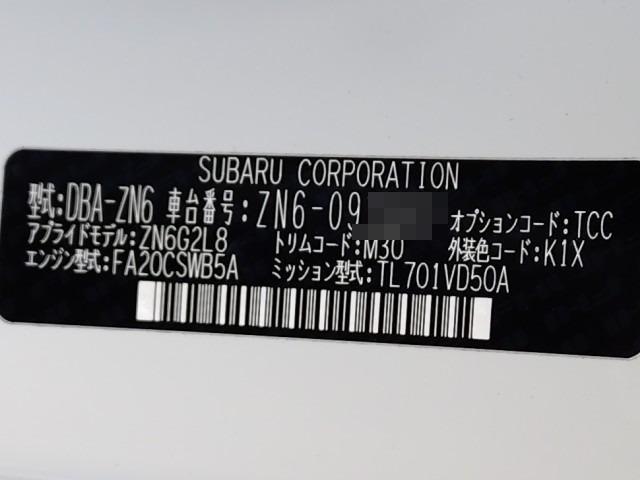 SUBARU CORPORATION
型式:DBA-ZN6 車台番号:ZN6-09 オプションコード:TCC
アプライドモデル:ZN6G2L8 トリムコード:M30 外装色コード:K1X
エンジン型式:FA20CSWB5A ミッション型式:TL701VD50A